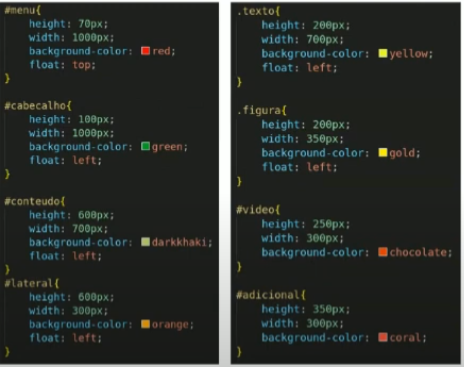 #menu{
height: 70px;
width: 1000px;
background-color: red;
float: top;
}
#cabecalho{
height: 100px;
width: 1000px;
background-color: green;
float: left;
}
#conteudo{
height: 600px;
width: 700px;
background-color: darkkhaki;
float: left;
}
#lateral{
height: 600px;
width: 300px;
background-color: orange;
float: left;
}
.texto{
height: 200px;
width: 700px;
background-color: yellow;
float: left;
}
.figura{
height: 200px;
width: 350px;
background-color: gold;
float: left;
}
#video{
height: 250px;
width: 300px;
background-color: chocolate;
}
#adicional{
height: 350px;
width: 300px;
background-color: coral;
}